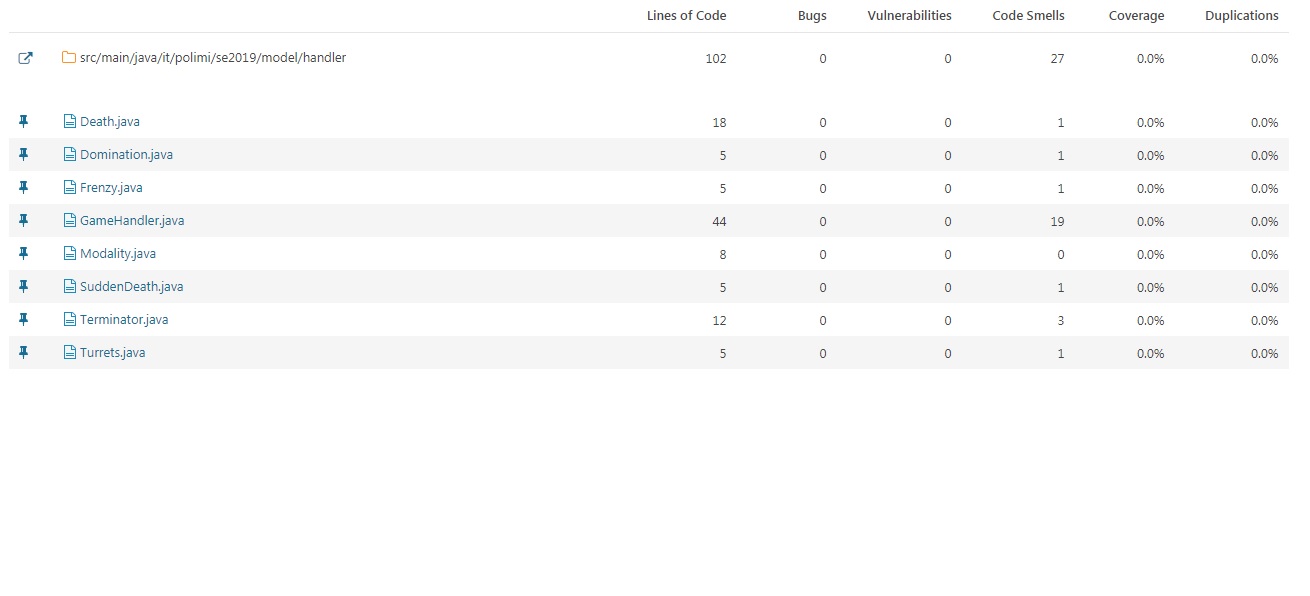 Lines of Code Bugs Vulnerabilities Code Smells Coverage Duplications
src/main/java/it/polimi/se2019/model/handler 102 0 0 27 0.0% 0.0%
Death.java 18 0 0 1 0.0% 0.0%
Domination.java 5 0 0 1 0.0% 0.0%
Frenzy.java 5 0 0 1 0.0% 0.0%
GameHandler.java 44 0 0 19 0.0% 0.0%
Modality.java 8 0 0 0 0.0% 0.0%
SuddenDeath.java 5 0 0 1 0.0% 0.0%
Terminator.java 12 0 0 3 0.0% 0.0%
Turrets.java 5 0 0 1 0.0% 0.0%